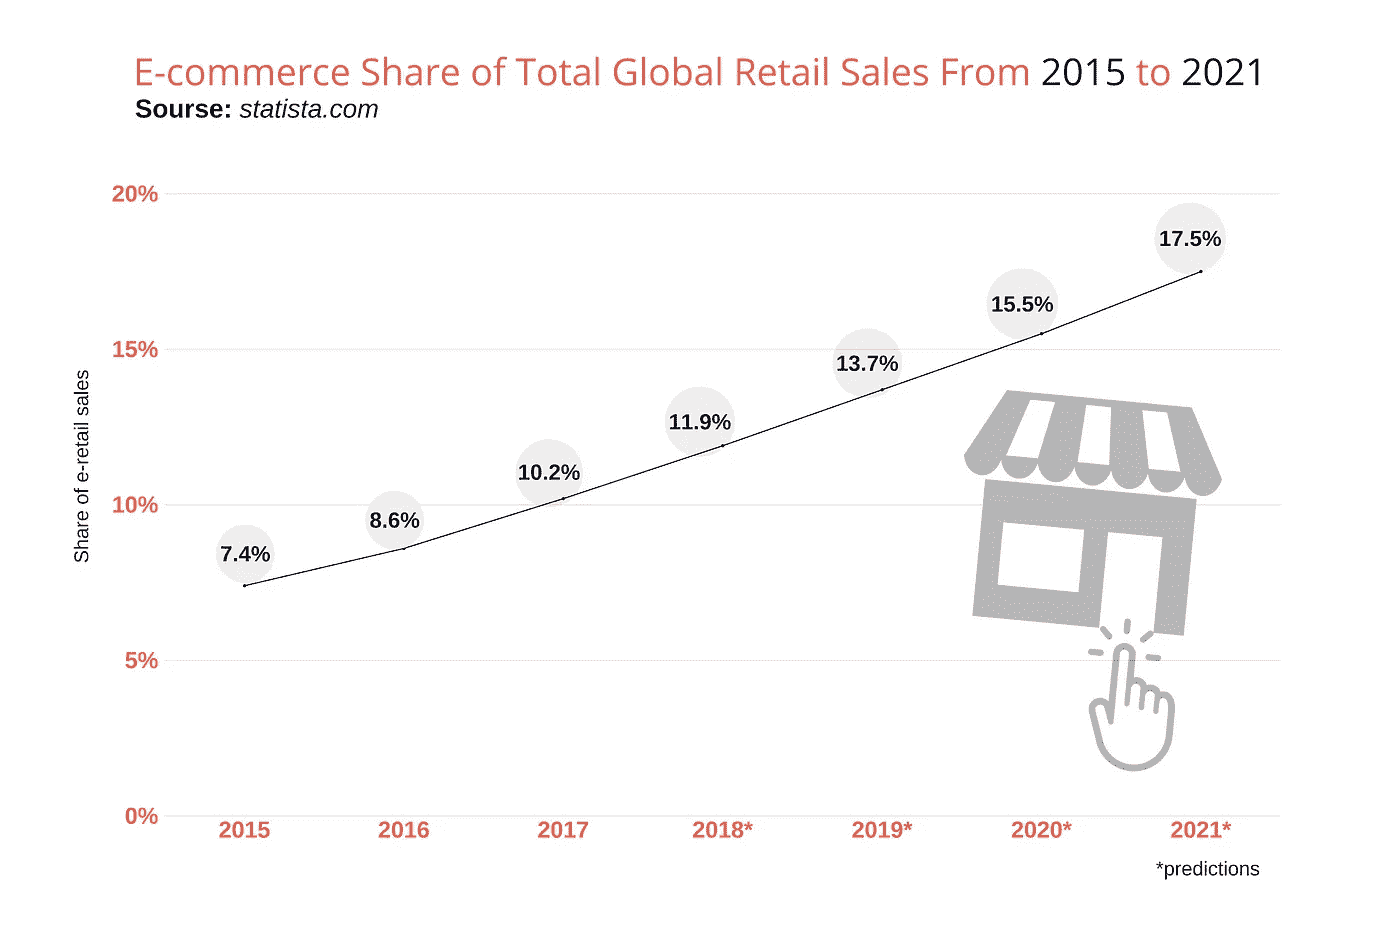 E-commerce Share of Total Global Retail Sales From 2015 to 2021
Sourse: statista.com
20%
17.5%
15.5%
15%
13.7%
11.9%
10.2%
10%
8.6%
7.4%
Share of e-retail sales
5%
0%
2015 2016 2017 2018* 2019* 2020* 2021*
*predictions